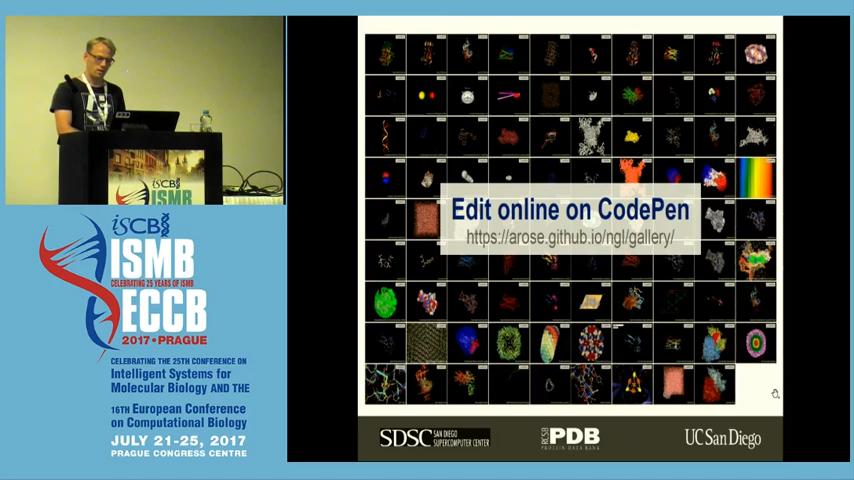 iSCB
ISMB
Edit online on CodePen
https://arose.github.io/ngl/gallery/
iSCB
ISMB
CELEBRATING 25 YEARS OF ISMB
ECCB
2017•PRAGUE
CELEBRATING THE 25TH CONFERENCE ON
Intelligent Systems for
Molecular Biology AND THE
16TH European Conference
on Computational Biology
JULY 21-25, 2017
PRAGUE CONGRESS CENTRE
SDSC SAN DIEGO SUPERCOMPUTER CENTER
RCSB PDB PROTEIN DATA BANK
UC San Diego